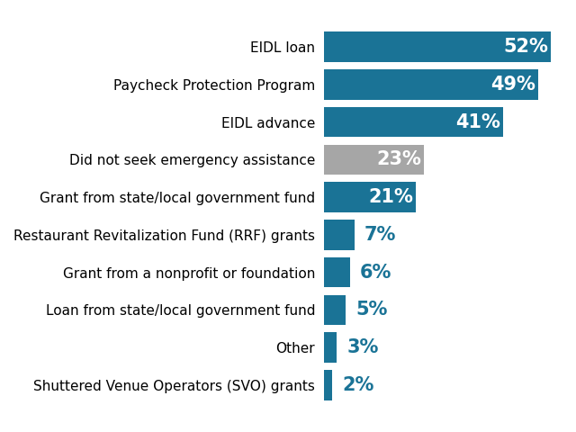 EIDL loan 52%
Paycheck Protection Program 49%
EIDL advance 41%
Did not seek emergency assistance 23%
Grant from state/local government fund 21%
Restaurant Revitalization Fund (RRF) grants 7%
Grant from a nonprofit or foundation 6%
Loan from state/local government fund 5%
Other 3%
Shuttered Venue Operators (SVO) grants 2%